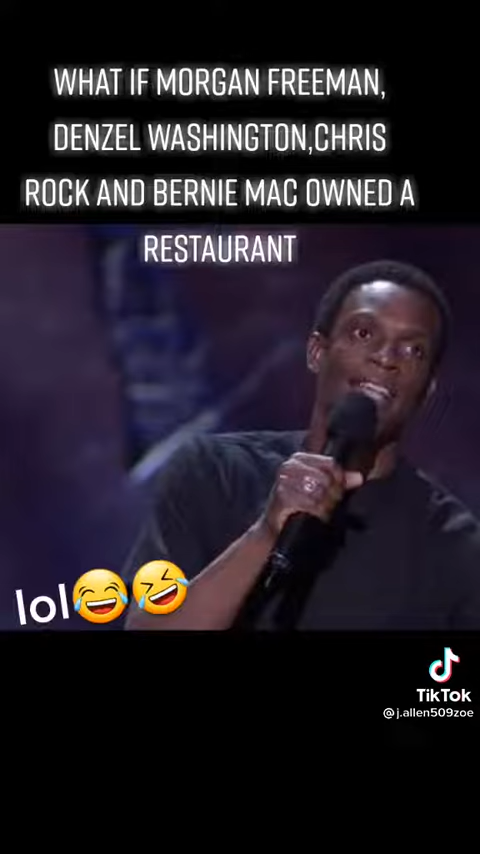 WHAT IF MORGAN FREEMAN,
DENZEL WASHINGTON,CHRIS
ROCK AND BERNIE MAC OWNED A
RESTAURANT
lol😂🤣
TikTok
@j.allen509zoe